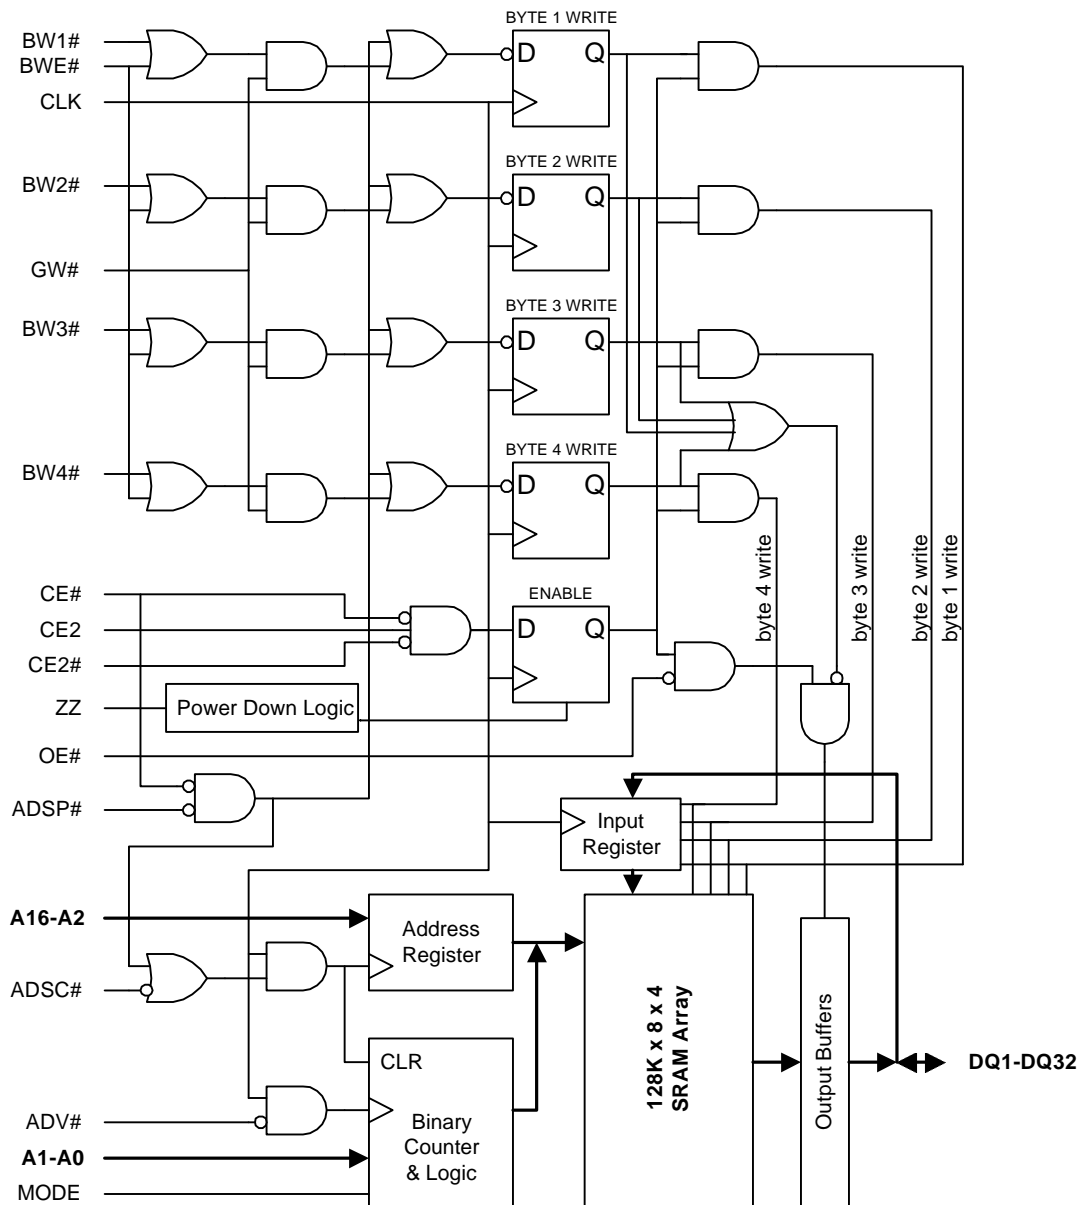 BYTE 1 WRITE
BW1#
BWE#
D
Q
CLK
BYTE 2 WRITE
BW2#
D
Q
GW#
BYTE 3 WRITE
BW3#
D
Q
BYTE 4 WRITE
BW4#
D
Q
byte 4 write
byte 3 write
byte 2 write
byte 1 write
CE#
ENABLE
CE2
D
Q
CE2#
ZZ
Power Down Logic
OE#
ADSP#
Input
Register
A16-A2
Address
Register
ADSC#
128K x 8 x 4
SRAM Array
Output Buffers
CLR
DQ1-DQ32
ADV#
Binary
Counter
& Logic
A1-A0
MODE